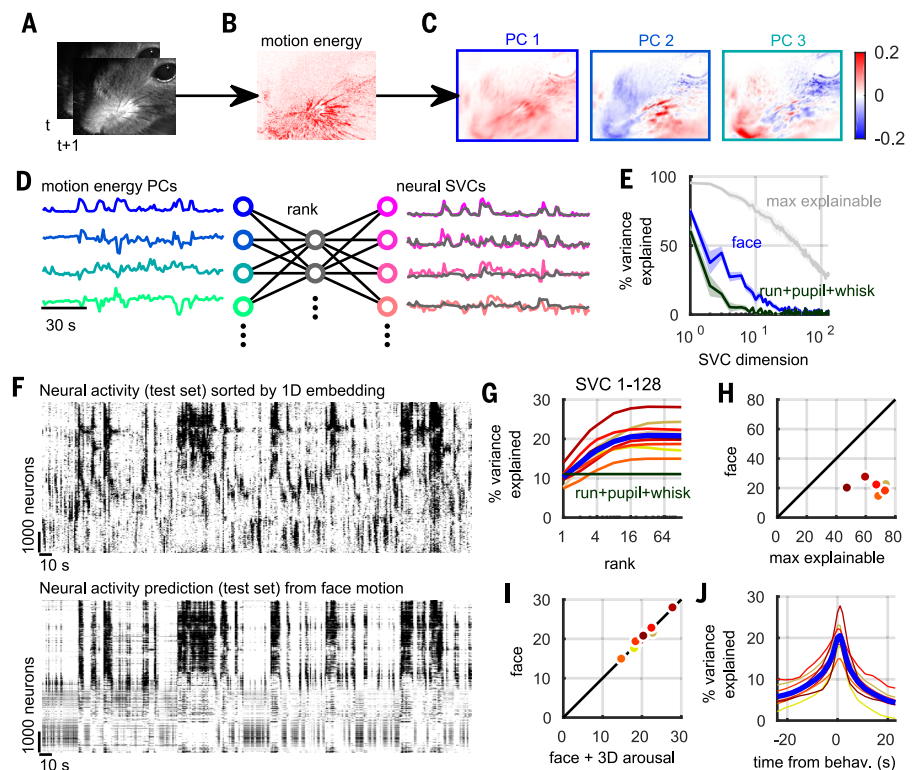 A
B
C
motion energy
PC 1
PC 2
PC 3
0.2
0
-0.2
t
t+1
D
motion energy PCs
rank
neural SVCs
30 s
E
100
50
0
% variance
explained
max explainable
face
run+pupil+whisk
10^0
10^1
10^2
SVC dimension
F
Neural activity (test set) sorted by 1D embedding
1000 neurons
10 s
Neural activity prediction (test set) from face motion
1000 neurons
10 s
G
SVC 1-128
30
20
10
0
% variance
explained
run+pupil+whisk
1
4
16
64
rank
H
80
60
40
20
0
face
0
20
40
60
80
max explainable
I
30
20
10
0
face
0
10
20
30
face + 3D arousal
J
30
20
10
0
% variance
explained
-20
0
20
time from behav. (s)